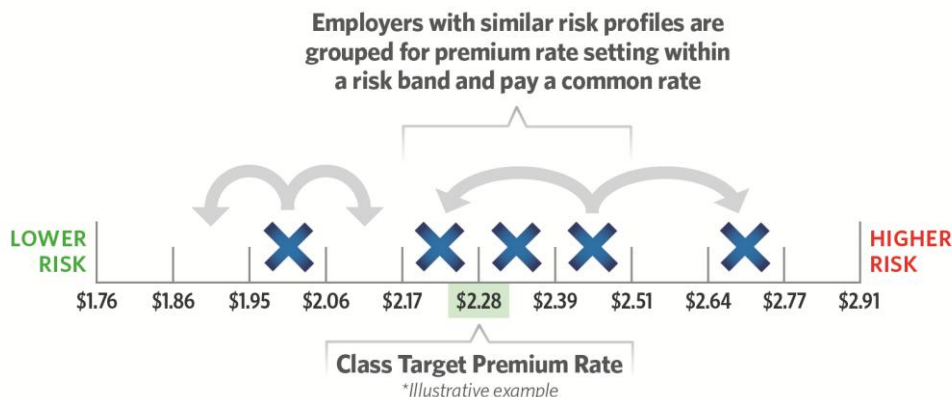 Employers with similar risk profiles are
grouped for premium rate setting within
a risk band and pay a common rate
LOWER
RISK
HIGHER
RISK
$1.76 $1.86 $1.95 $2.06 $2.17 $2.28 $2.39 $2.51 $2.64 $2.77 $2.91
Class Target Premium Rate
*Illustrative example